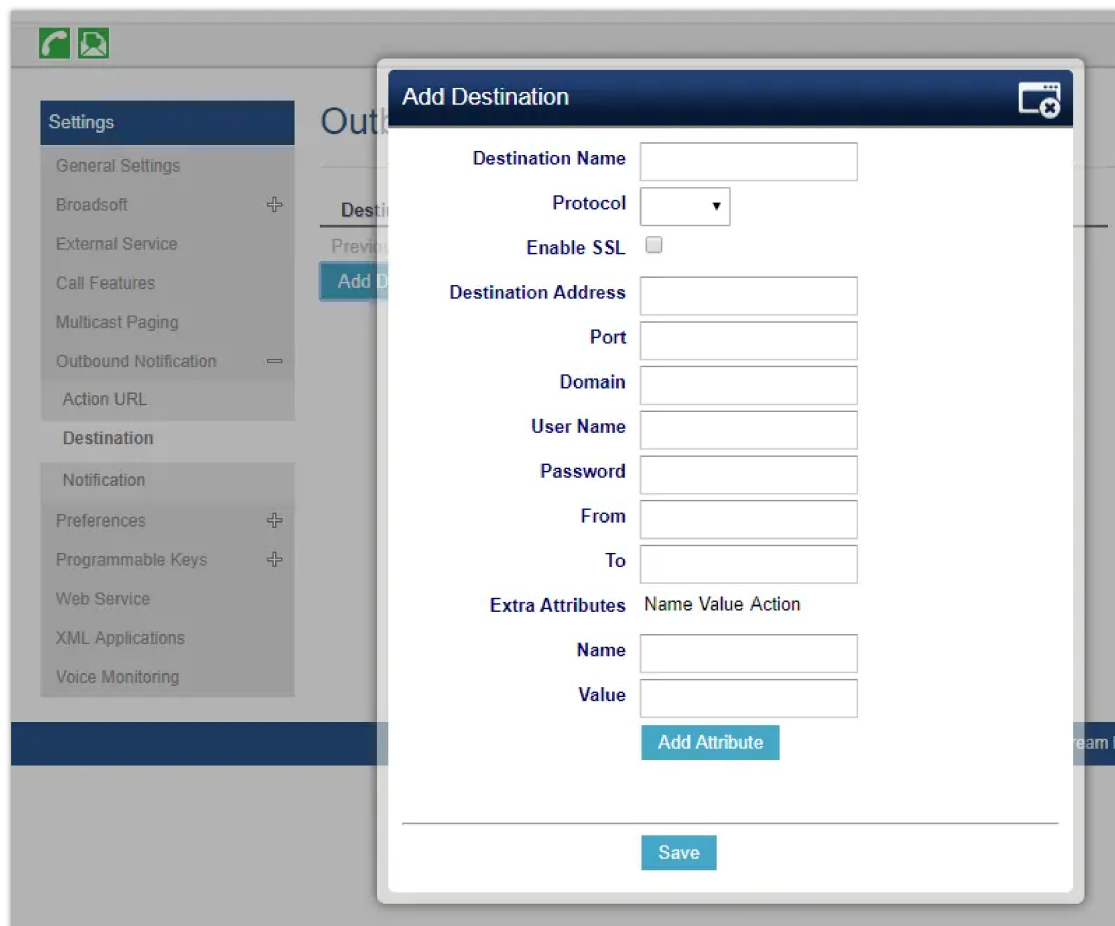 Add Destination
Settings
Destination Name
General Settings
Protocol
Broadsoft
Enable SSL
External Service
Call Features
Destination Address
Multicast Paging
Port
Outbound Notification
Domain
Action URL
User Name
Destination
Password
Notification
From
Preferences
To
Programmable Keys
Extra Attributes Name Value Action
Web Service
XML Applications
Name
Voice Monitoring
Value
Add Attribute
Save